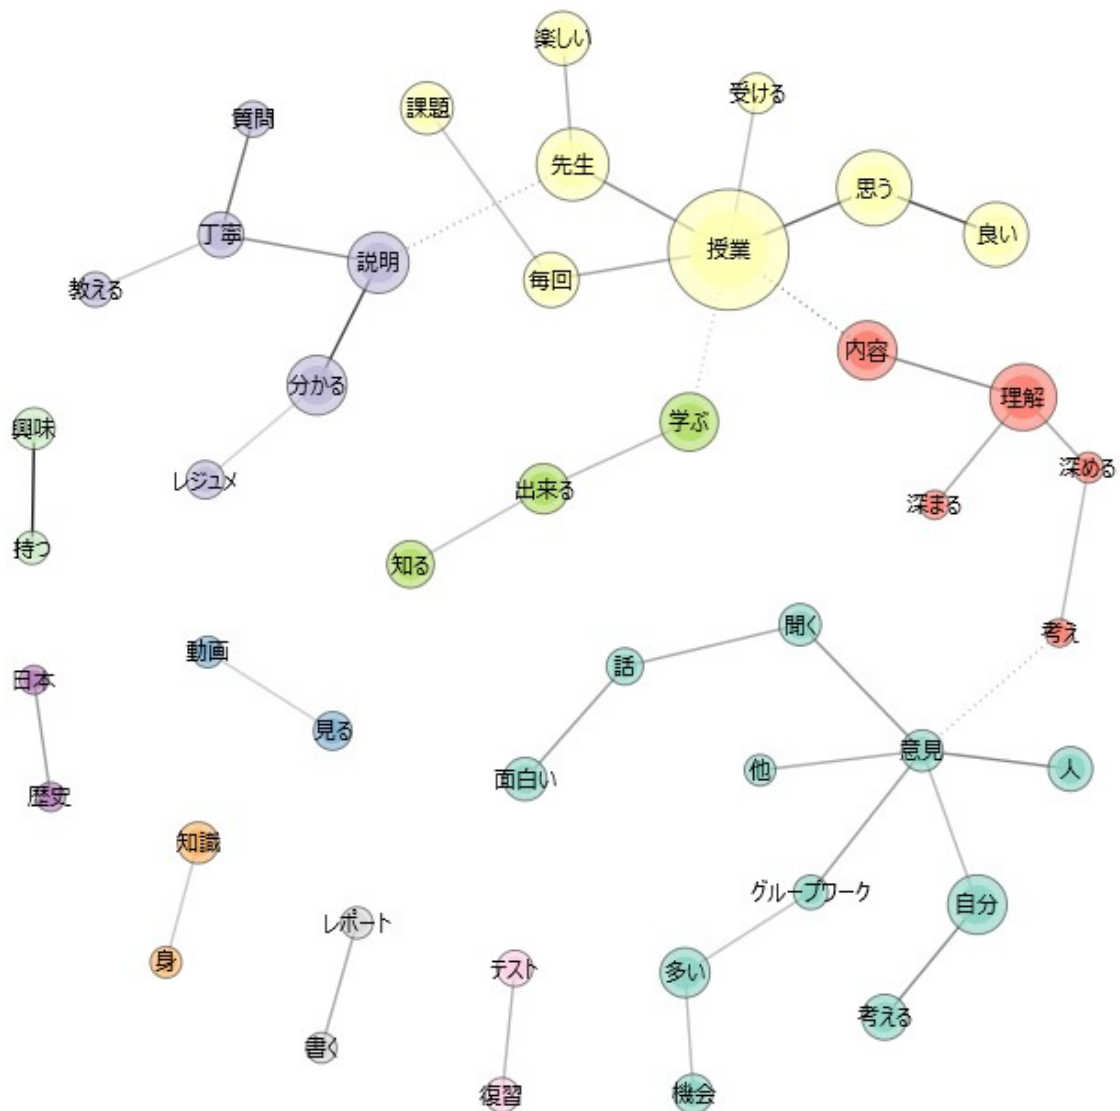 楽しい
受ける
課題
質問
先生
思う
丁寧
良い
授業
説明
毎回
教える
内容
分かる
理解
学ぶ
興味
深める
レジュメ
出来る
深まる
持つ
知る
聞く
考え
動画
話
日本
見る
意見
他
人
面白い
歴史
知識
グループワーク
自分
レポート
身
テスト
多い
考える
書く
機会
復習